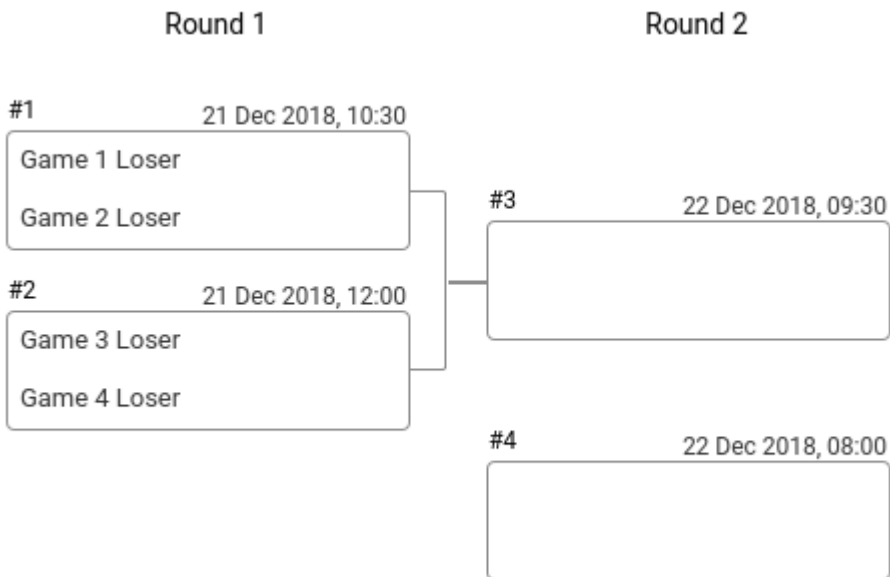 Round 1
Round 2
#1
21 Dec 2018, 10:30
Game 1 Loser
Game 2 Loser
#2
21 Dec 2018, 12:00
Game 3 Loser
Game 4 Loser
#3
22 Dec 2018, 09:30
#4
22 Dec 2018, 08:00